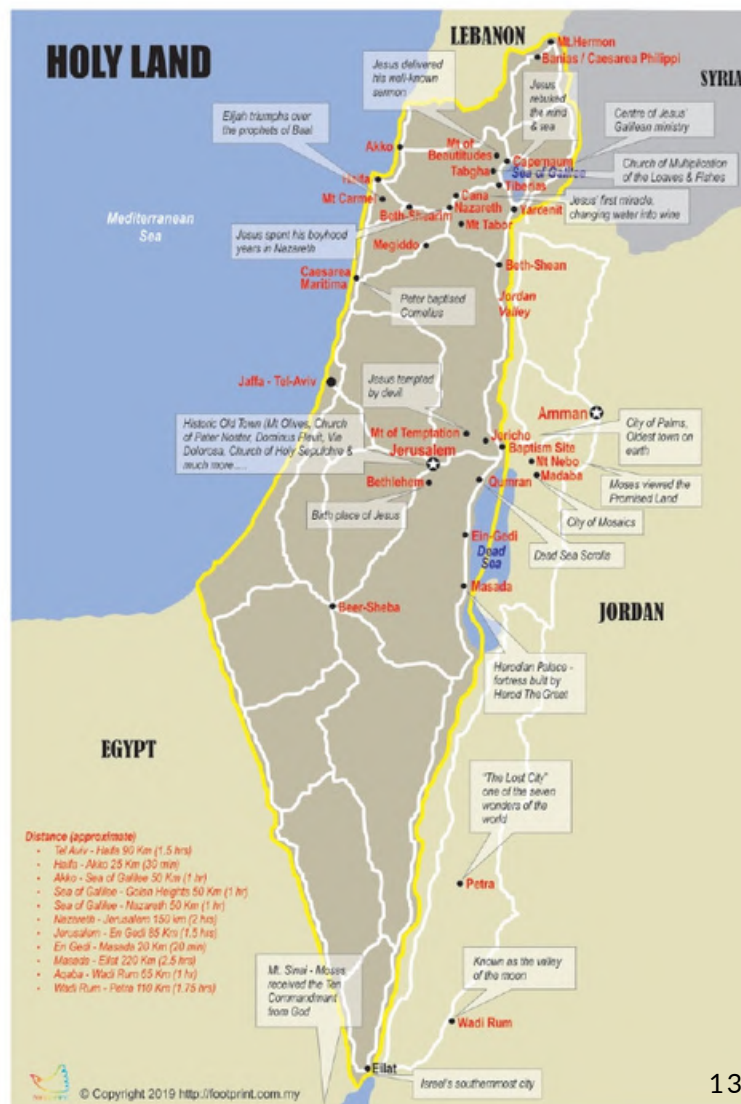 HOLY LAND
LEBANON
SYRIA
Mt.Hermon
Banias / Caesarea Philippi
Jesus delivered
his well-known
sermon
Jesus
rebuked
the wind
& sea
Elijah triumphs over
the prophets of Baal
Centre of Jesus'
Galilean ministry
Akko
Mt of
Beautitudes
Capernaum
Tabgha
Sea of Galilee
Church of Multiplication
of the Loaves & Fishes
Haifa
Tiberias
Mt Carmel
Cana
Beth-Shearim
Nazareth
Yardenit
Jesus' first miracle,
changing water into wine
Mediterranean
Sea
Mt Tabor
Jesus spent his boyhood
years in Nazareth
Megiddo
Beth-Shean
Caesarea
Maritima
Peter baptised
Cornelius
Jordan
Valley
Jaffa - Tel-Aviv
Jesus tempted
by devil
Amman
Historic Old Town (Mt Olives, Church
of Pater Noster, Dominus Flevit, Via
Dolorosa, Church of Holy Sepulchre &
much more.....
Mt of Temptation
Jericho
City of Palms,
Oldest town on
earth
Baptism Site
Jerusalem
Mt Nebo
Bethlehem
Qumran
Madaba
Moses viewed the
Promised Land
Birth place of Jesus
City of Mosaics
Ein-Gedi
Dead
Sea
Dead Sea Scrolls
Masada
Beer-Sheba
JORDAN
Herodian Palace -
fortress built by
Herod The Great
EGYPT
"The Lost City"
one of the seven
wonders of the
world
Distance (approximate)
• Tel Aviv - Haifa 90 Km (1.5 hrs)
• Haifa - Akko 25 Km (30 min)
• Akko - Sea of Galilee 50 Km (1 hr)
• Sea of Galilee - Golan Heights 50 Km (1 hr)
• Sea of Galilee - Nazareth 50 Km (1 hr)
• Nazareth - Jerusalem 150 km (2 hrs)
• Jerusalem - En Gedi 85 Km (1.5 hrs)
• En Gedi - Masada 20 Km (20 min)
• Masada - Eilat 220 Km (2.5 hrs)
• Aqaba - Wadi Rum 65 Km (1 hr)
• Wadi Rum - Petra 110 Km (1.75 hrs)
Petra
Mt. Sinai - Moses
received the Ten
Commandment
from God
Known as the valley
of the moon
Wadi Rum
Eilat
Israel's southernmost city
© Copyright 2019 http://footprint.com.my
13